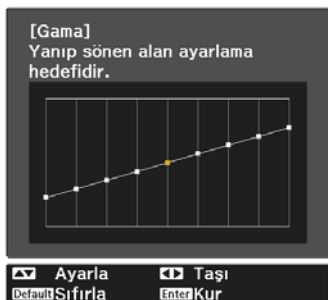 [Gama]
Yanıp sönen alan ayarlama
hedefidir.
Ayarla Taşı
Default Sıfırla Enter Kur